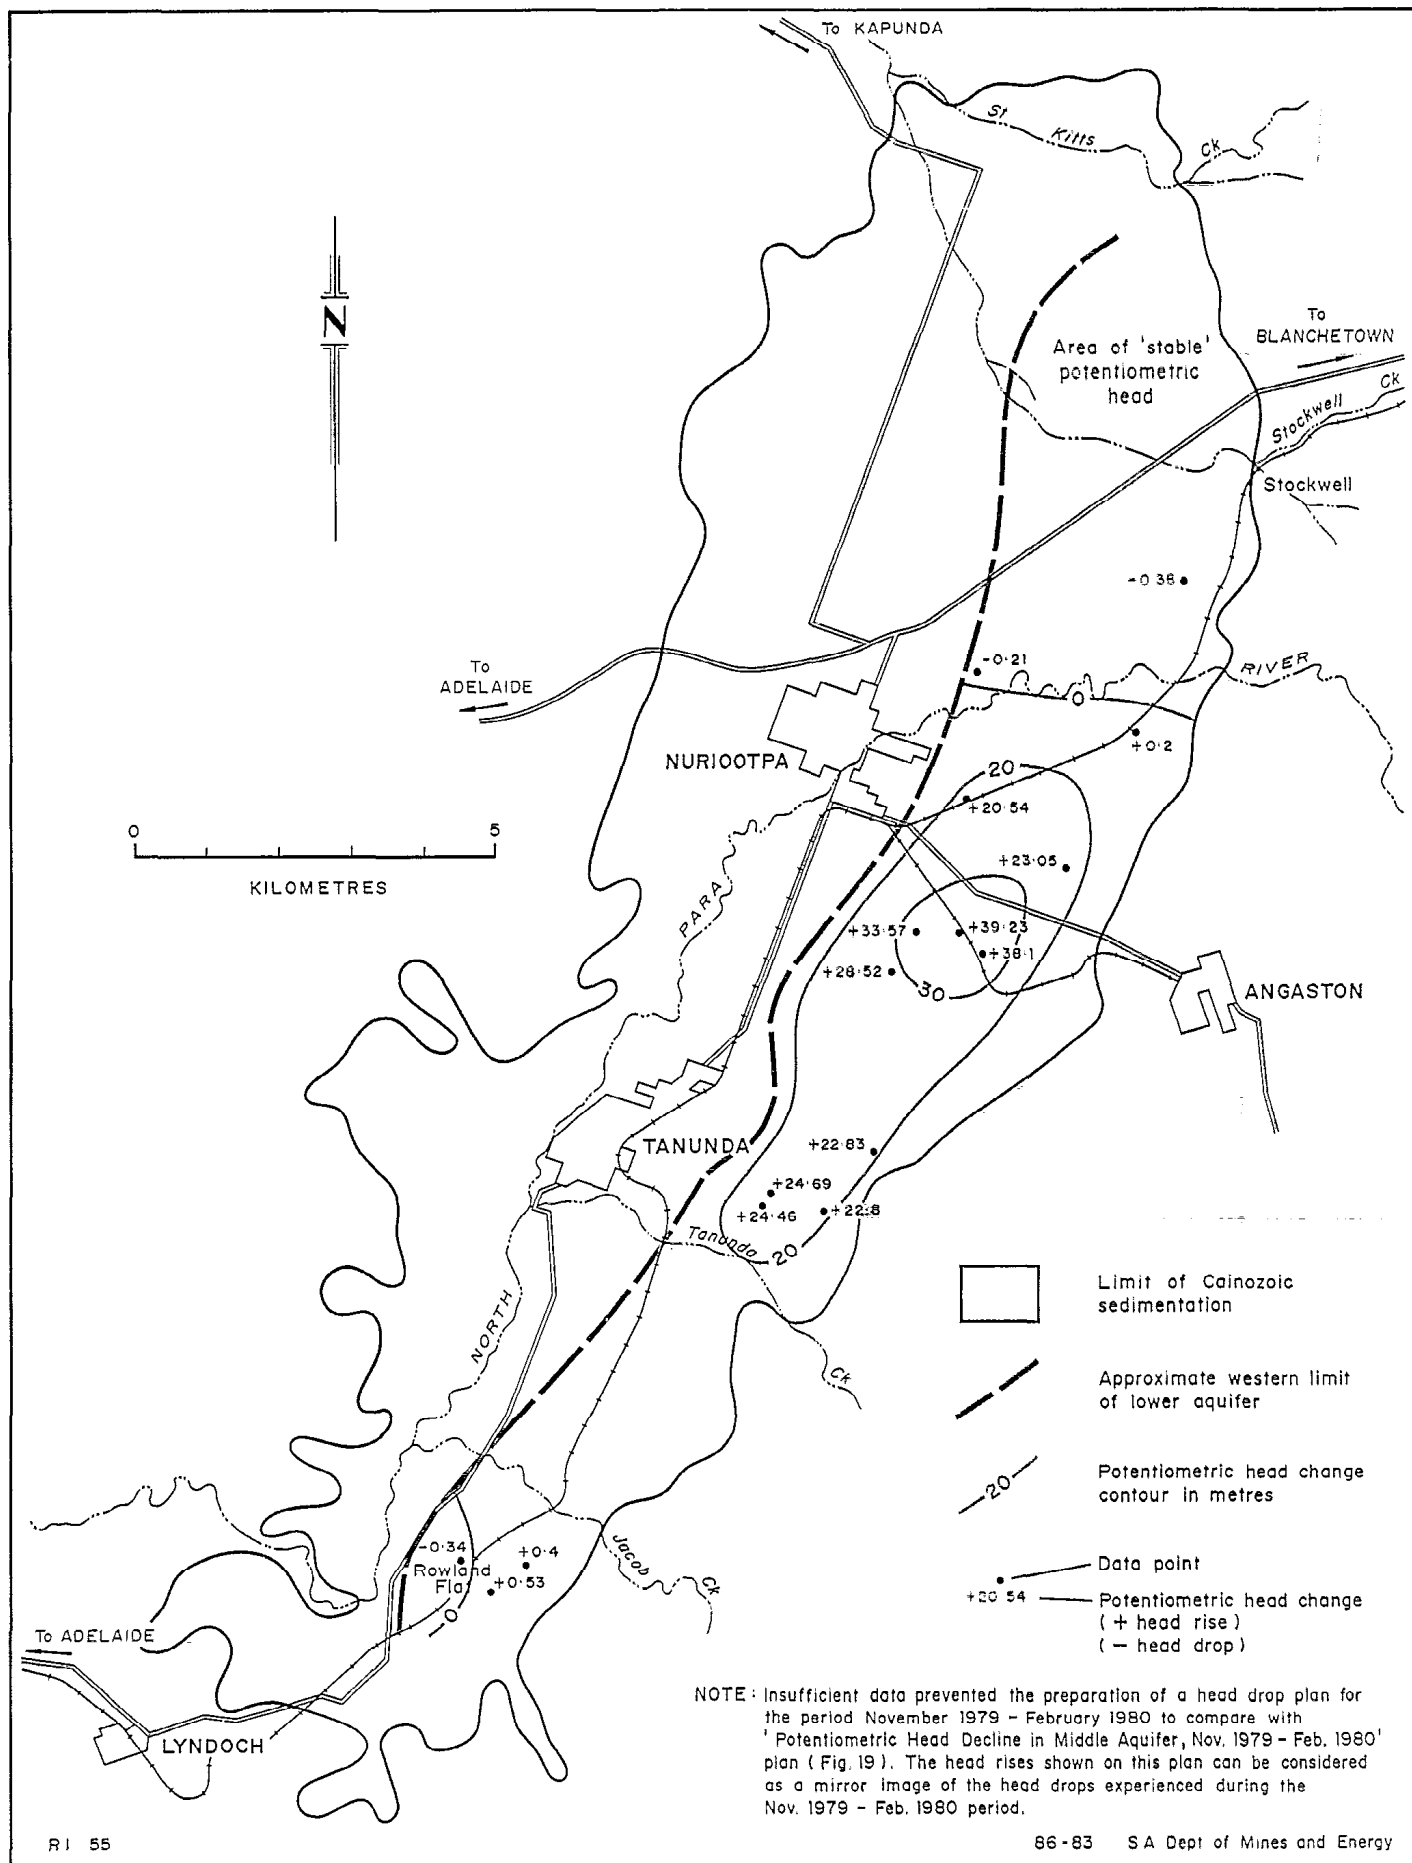 To KAPUNDA
St
Kitts
Ck
N
To
BLANCHETOWN
Area of 'stable'
potentiometric
head
Ck
Stockwell
Stockwell
-0.38
-0.21
RIVER
To
ADELAIDE
0
+0.2
NURIOOTPA
20
+20.54
0 5
KILOMETRES
+23.05
PARA
+33.57
+39.23
+38.1
+28.52
30
ANGASTON
TANUNDA
+22.83
+24.69
+24.46
+22.8
Tanunda
20
NORTH
Ck
Limit of Cainozoic
sedimentation
Approximate western limit
of lower aquifer
20
Potentiometric head change
contour in metres
-0.34
+0.4
Rowland
Fla
+0.53
Jacob
Ck
0
Data point
+20.54
Potentiometric head change
(+ head rise)
(− head drop)
To ADELAIDE
LYNDOCH
NOTE: Insufficient data prevented the preparation of a head drop plan for
the period November 1979 - February 1980 to compare with
'Potentiometric Head Decline in Middle Aquifer, Nov. 1979 - Feb. 1980'
plan (Fig. 19). The head rises shown on this plan can be considered
as a mirror image of the head drops experienced during the
Nov. 1979 - Feb. 1980 period.
RI 55
86-83 S A Dept of Mines and Energy